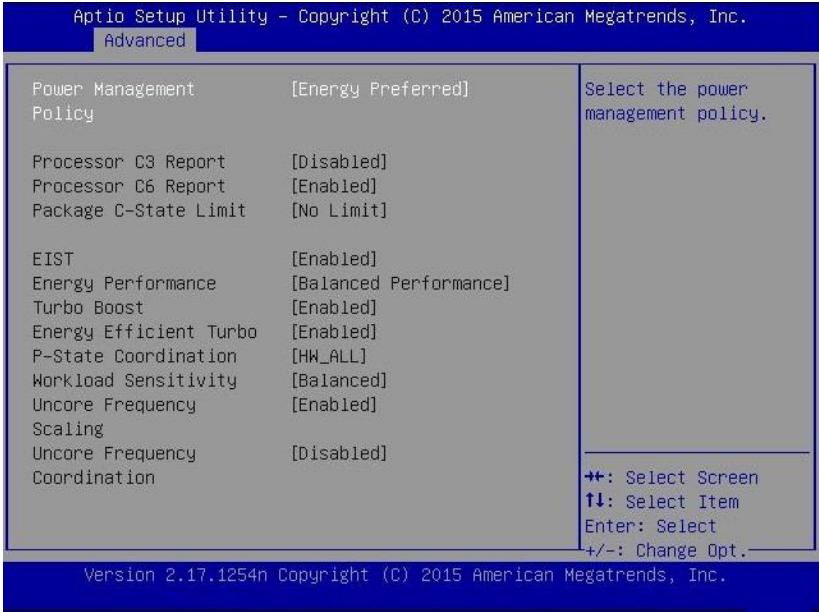 Aptio Setup Utility – Copyright (C) 2015 American Megatrends, Inc.
Advanced
Power Management [Energy Preferred]
Policy
Processor C3 Report [Disabled]
Processor C6 Report [Enabled]
Package C-State Limit [No Limit]
EIST [Enabled]
Energy Performance [Balanced Performance]
Turbo Boost [Enabled]
Energy Efficient Turbo [Enabled]
P-State Coordination [HW_ALL]
Workload Sensitivity [Balanced]
Uncore Frequency [Enabled]
Scaling
Uncore Frequency [Disabled]
Coordination
Select the power
management policy.
→←: Select Screen
↑↓: Select Item
Enter: Select
+/-: Change Opt.
Version 2.17.1254n Copyright (C) 2015 American Megatrends, Inc.